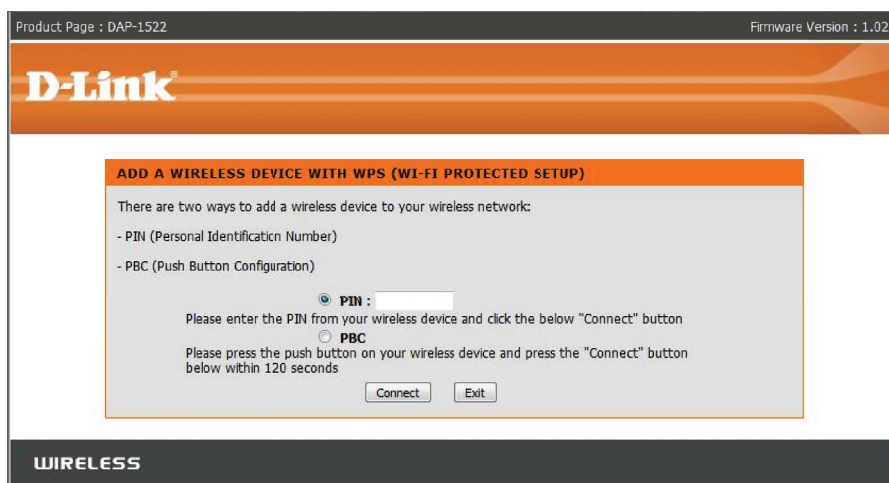 Product Page : DAP-1522
Firmware Version : 1.02
D-Link®
ADD A WIRELESS DEVICE WITH WPS (WI-FI PROTECTED SETUP)
There are two ways to add a wireless device to your wireless network:
- PIN (Personal Identification Number)
- PBC (Push Button Configuration)
PIN :
Please enter the PIN from your wireless device and click the below "Connect" button
PBC
Please press the push button on your wireless device and press the "Connect" button
below within 120 seconds
Connect
Exit
WIRELESS